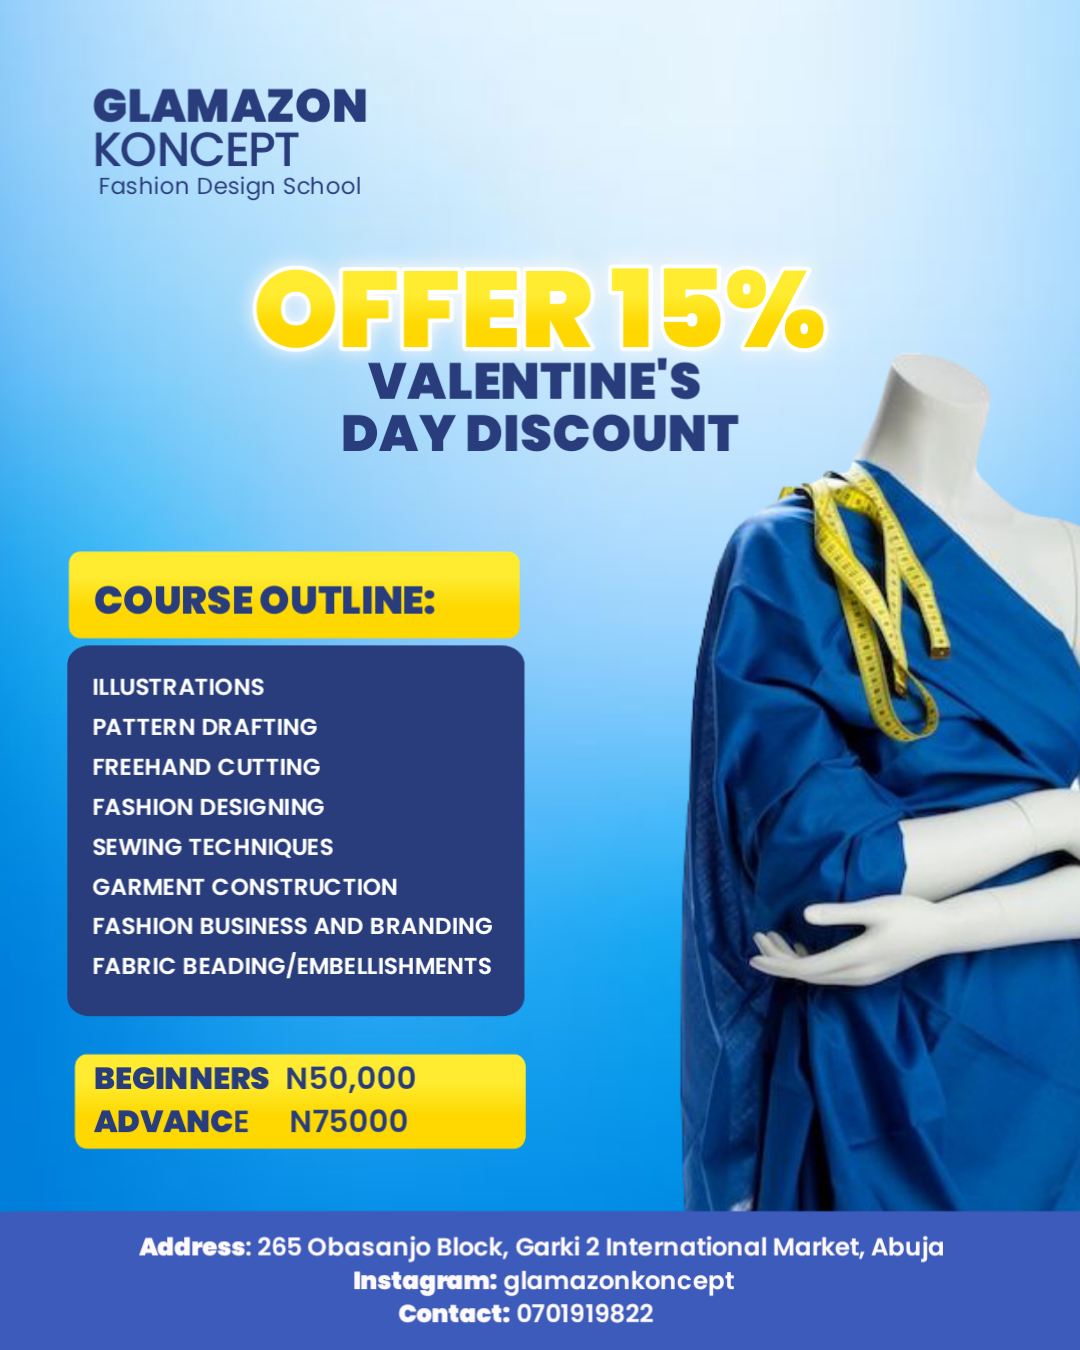 GLAMAZON
KONCEPT
Fashion Design School
OFFER 15%
VALENTINE'S
DAY DISCOUNT
COURSE OUTLINE:
ILLUSTRATIONS
PATTERN DRAFTING
FREEHAND CUTTING
FASHION DESIGNING
SEWING TECHNIQUES
GARMENT CONSTRUCTION
FASHION BUSINESS AND BRANDING
FABRIC BEADING/EMBELLISHMENTS
BEGINNERS N50,000
ADVANCE N75000
Address: 265 Obasanjo Block, Garki 2 International Market, Abuja
Instagram: glamazonkoncept
Contact: 0701919822